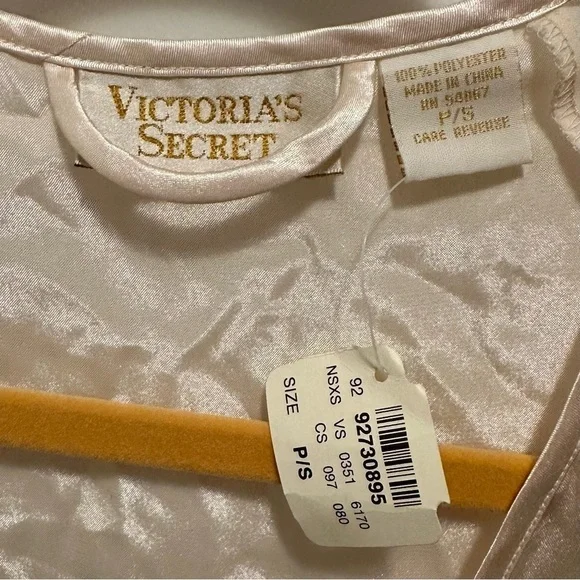 VICTORIA'S
SECRET
100% POLYESTER
MADE IN CHINA
RN 54867
P/S
CARE REVERSE
92 92730895
NSXS VS 0351 6170
CS 097 080
SIZE P/S